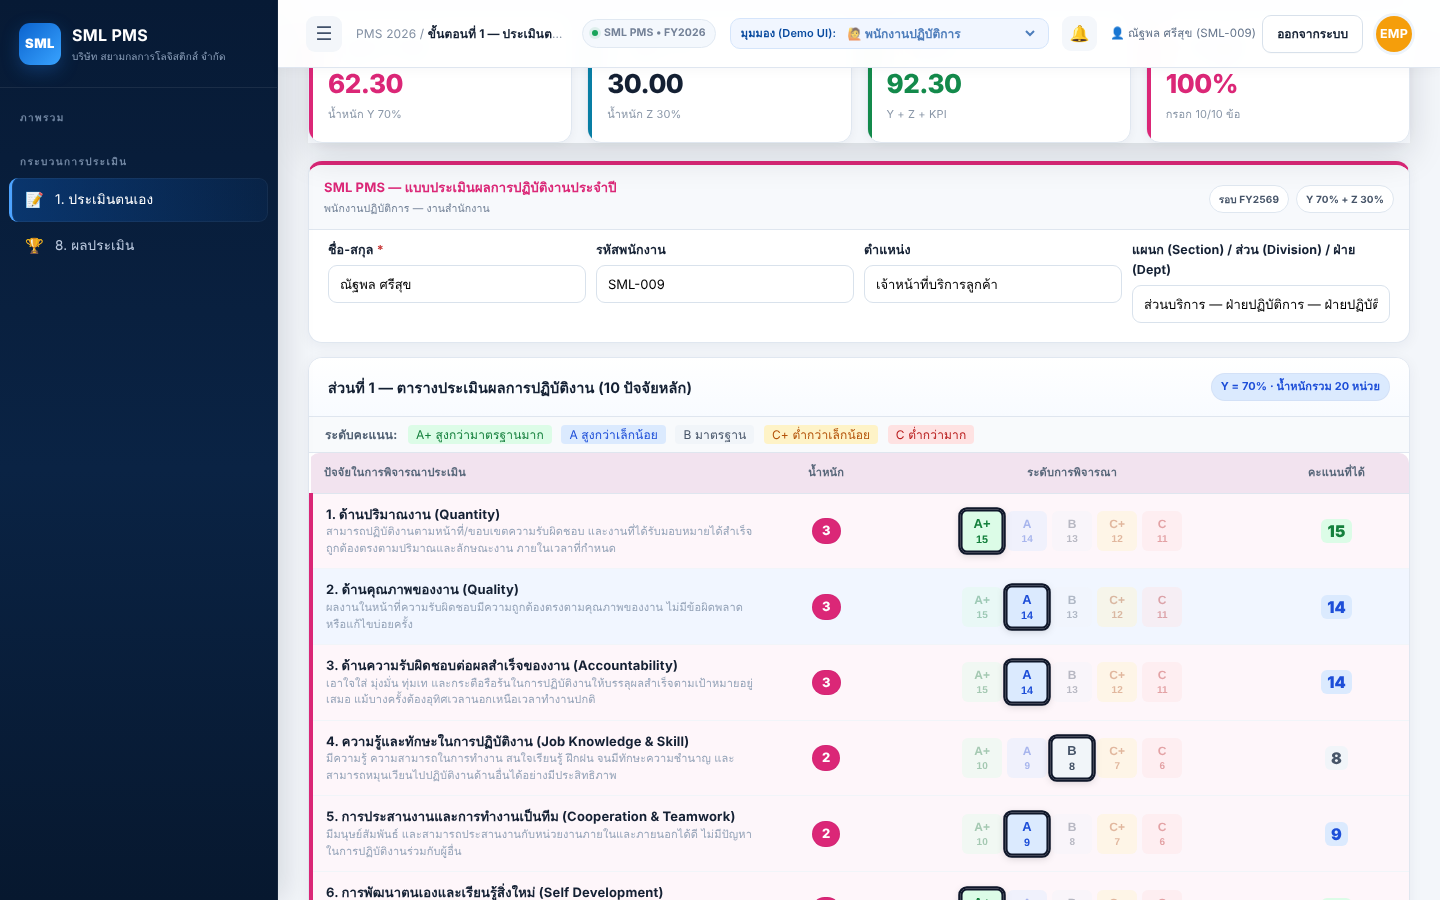 SML
SML PMS
บริษัท สยามกลการโลจิสติกส์ จำกัด
ภาพรวม
กระบวนการประเมิน
📝 1. ประเมินตนเอง
🏆 8. ผลประเมิน
☰
PMS 2026 / ขั้นตอนที่ 1 — ประเมินต...
SML PMS • FY2026
มุมมอง (Demo UI): 🙋 พนักงานปฏิบัติการ
🔔
👤 ณัฐพล ศรีสุข (SML-009)
ออกจากระบบ
EMP
62.30
น้ำหนัก Y 70%
30.00
น้ำหนัก Z 30%
92.30
Y + Z + KPI
100%
กรอก 10/10 ข้อ
SML PMS — แบบประเมินผลการปฏิบัติงานประจำปี
พนักงานปฏิบัติการ — งานสำนักงาน
รอบ FY2569
Y 70% + Z 30%
ชื่อ-สกุล *
ณัฐพล ศรีสุข
รหัสพนักงาน
SML-009
ตำแหน่ง
เจ้าหน้าที่บริการลูกค้า
แผนก (Section) / ส่วน (Division) / ฝ่าย
(Dept)
ส่วนบริการ — ฝ่ายปฏิบัติการ — ฝ่ายปฏิบัติ
ส่วนที่ 1 — ตารางประเมินผลการปฏิบัติงาน (10 ปัจจัยหลัก)
Y = 70% · น้ำหนักรวม 20 หน่วย
ระดับคะแนน: A+ สูงกว่ามาตรฐานมาก A สูงกว่าเล็กน้อย B มาตรฐาน C+ ต่ำกว่าเล็กน้อย C ต่ำกว่ามาก
ปัจจัยในการพิจารณาประเมิน น้ำหนัก ระดับการพิจารณา คะแนนที่ได้
1. ด้านปริมาณงาน (Quantity)
สามารถปฏิบัติงานตามหน้าที่/ขอบเขตความรับผิดชอบ และงานที่ได้รับมอบหมายได้สำเร็จ
ถูกต้องตรงตามปริมาณและลักษณะงาน ภายในเวลาที่กำหนด
3
A+ A B C+ C
15 14 13 12 11
15
2. ด้านคุณภาพของงาน (Quality)
ผลงานในหน้าที่ความรับผิดชอบมีความถูกต้องตรงตามคุณภาพของงาน ไม่มีข้อผิดพลาด
หรือแก้ไขบ่อยครั้ง
3
A+ A B C+ C
15 14 13 12 11
14
3. ด้านความรับผิดชอบต่อผลสำเร็จของงาน (Accountability)
เอาใจใส่ มุ่งมั่น ทุ่มเท และกระตือรือร้นในการปฏิบัติงานให้บรรลุผลสำเร็จตามเป้าหมายอยู่
เสมอ แม้บางครั้งต้องอุทิศเวลานอกเหนือเวลาทำงานปกติ
3
A+ A B C+ C
15 14 13 12 11
14
4. ความรู้และทักษะในการปฏิบัติงาน (Job Knowledge & Skill)
มีความรู้ ความสามารถในการทำงาน สนใจเรียนรู้ ฝึกฝน จนมีทักษะความชำนาญ และ
สามารถหมุนเวียนไปปฏิบัติงานด้านอื่นได้อย่างมีประสิทธิภาพ
2
A+ A B C+ C
10 9 8 7 6
8
5. การประสานงานและการทำงานเป็นทีม (Cooperation & Teamwork)
มีมนุษย์สัมพันธ์ และสามารถประสานงานกับหน่วยงานภายในและภายนอกได้ดี ไม่มีปัญหา
ในการปฏิบัติงานร่วมกับผู้อื่น
2
A+ A B C+ C
10 9 8 7 6
9
6. การพัฒนาตนเองและเรียนรู้สิ่งใหม่ (Self Development)